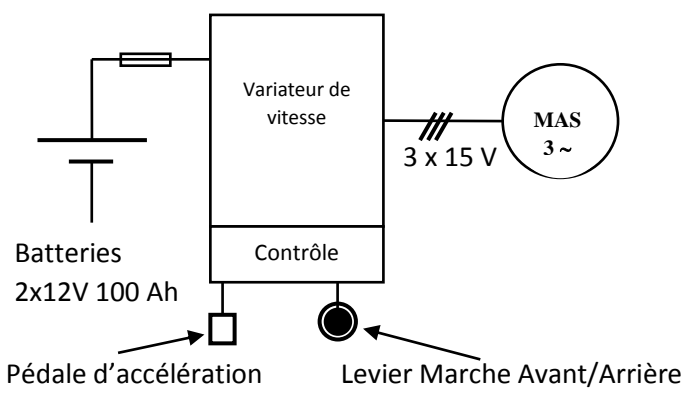 Variateur de
vitesse
MAS
3 ~
3 x 15 V
Batteries
2x12V 100 Ah
Contrôle
Pédale d’accélération
Levier Marche Avant/Arrière